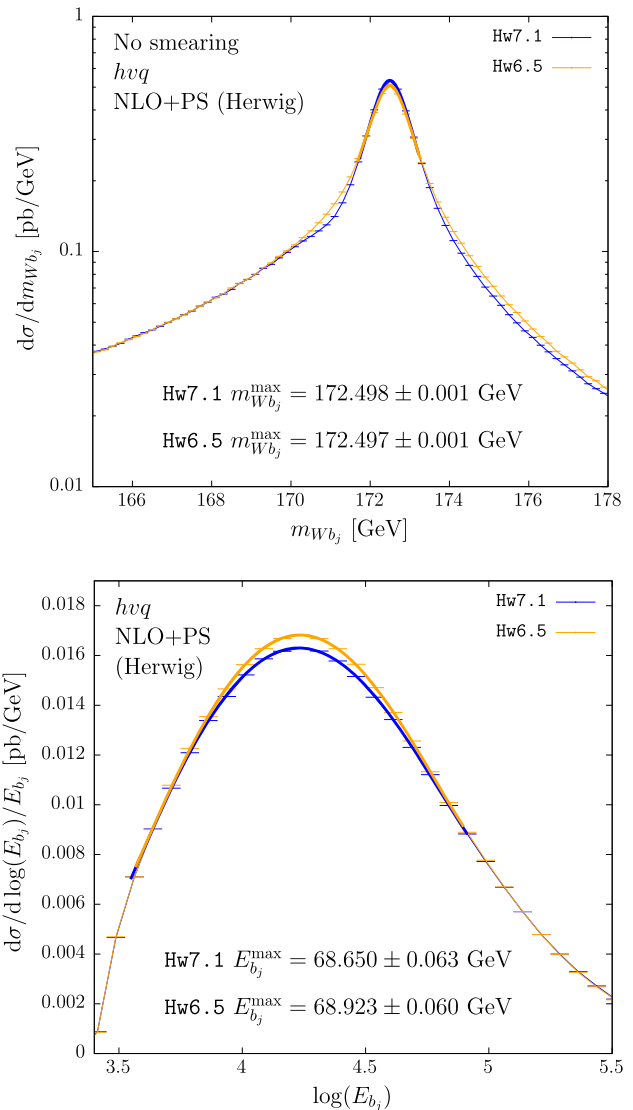 1
No smearing
Hw7.1
hvq
Hw6.5
NLO+PS (Herwig)
0.1
dσ/dm_{Wb_j} [pb/GeV]
Hw7.1 m_{Wb_j}^{max} = 172.498 ± 0.001 GeV
Hw6.5 m_{Wb_j}^{max} = 172.497 ± 0.001 GeV
0.01
166 168 170 172 174 176 178
m_{Wb_j} [GeV]
0.018
hvq
Hw7.1
NLO+PS
Hw6.5
(Herwig)
0.016
0.014
0.012
0.01
0.008
0.006
0.004
0.002
0
dσ/d log(E_{b_j})/E_{b_j} [pb/GeV]
Hw7.1 E_{b_j}^{max} = 68.650 ± 0.063 GeV
Hw6.5 E_{b_j}^{max} = 68.923 ± 0.060 GeV
3.5 4 4.5 5 5.5
log(E_{b_j})